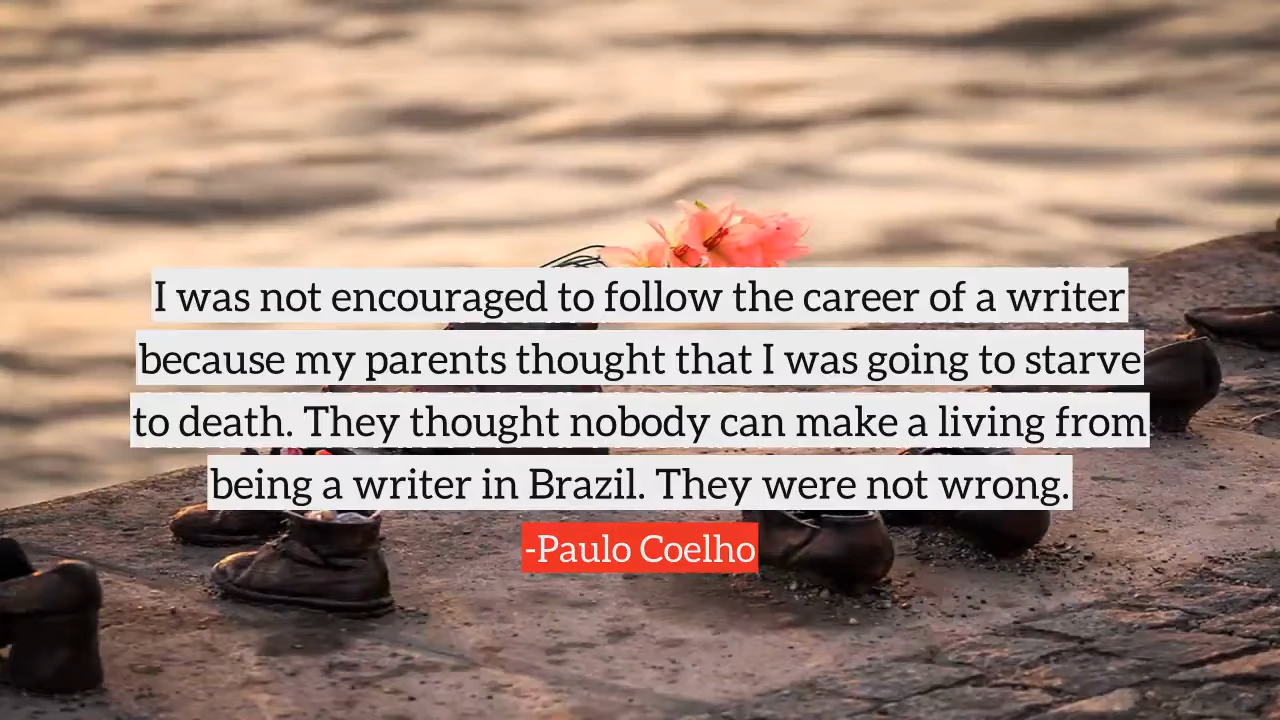 I was not encouraged to follow the career of a writer
because my parents thought that I was going to starve
to death. They thought nobody can make a living from
being a writer in Brazil. They were not wrong.
-Paulo Coelho